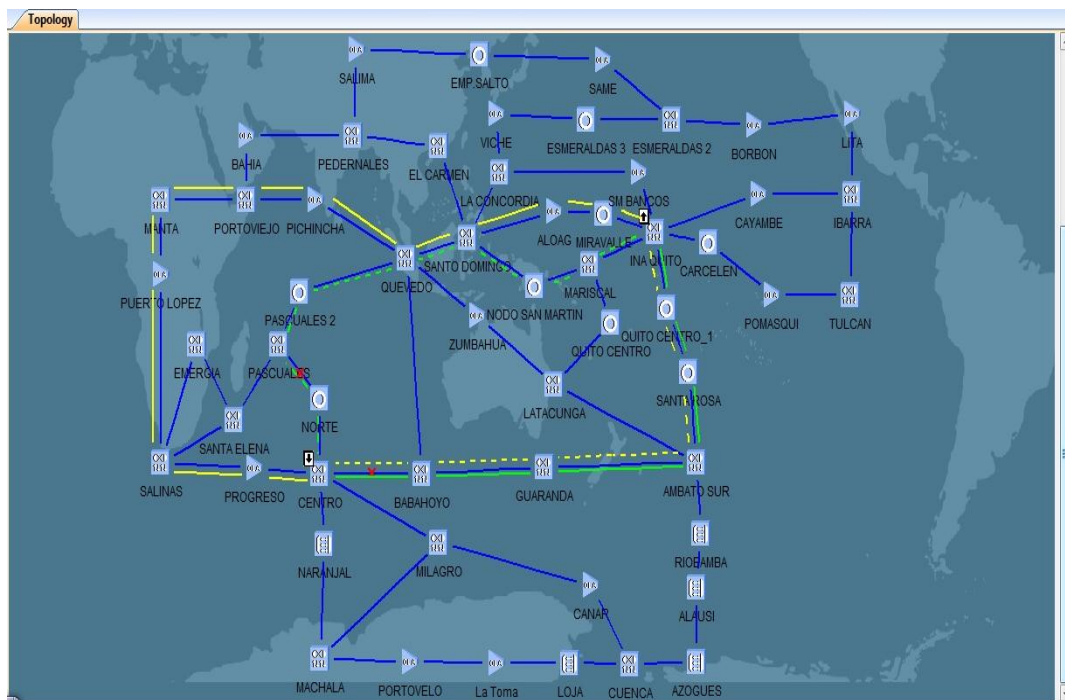 Topology
SALIMA
EMP.SALTO
SAME
BAHIA
PEDERNALES
EL CARMEN
VICHE
ESMERALDAS 3
ESMERALDAS 2
BORBON
LITA
MANTA
PORTOVIEJO
PICHINCHA
LA CONCORDIA
SM BANCOS
CAYAMBE
IBARRA
ALOAG
MIRAVALLE
INA QUITO
CARCELEN
QUEVEDO
SANTO DOMINGO
MARISCAL
PUERTO LOPEZ
PASCUALES 2
NODO SAN MARTIN
POMASQUI
TULCAN
ZUMBAHUA
QUITO CENTRO
QUITO CENTRO_1
EMERGIA
PASCUALES
LATACUNGA
SANTA ROSA
SANTA ELENA
NORTE
SALINAS
PROGRESO
CENTRO
BABAHOYO
GUARANDA
AMBATO SUR
NARANJAL
MILAGRO
RIOBAMBA
CANAR
ALAUSI
MACHALA
PORTOVELO
La Toma
LOJA
CUENCA
AZOGUES